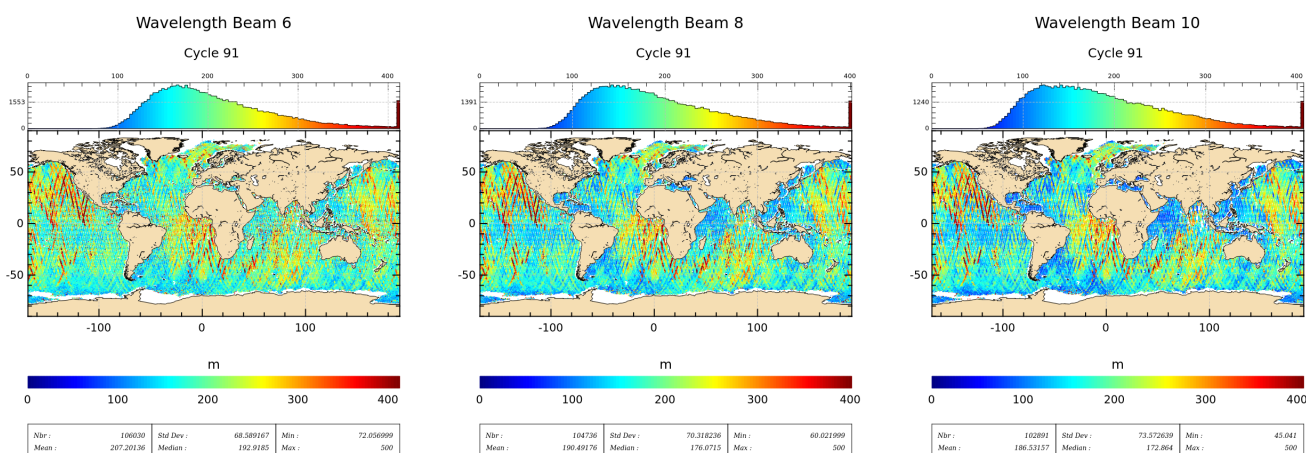 Wavelength Beam 6
Cycle 91
0 100 200 300 400
1553
0
50
0
-50
-100 0 100
m
0 100 200 300 400
Nbr : 106030 Std Dev : 68.589167 Min : 72.056999
Mean : 207.20136 Median : 192.9185 Max : 500
Wavelength Beam 8
Cycle 91
0 100 200 300 400
1391
0
50
0
-50
-100 0 100
m
0 100 200 300 400
Nbr : 104736 Std Dev : 70.318236 Min : 60.021999
Mean : 190.49176 Median : 176.0715 Max : 500
Wavelength Beam 10
Cycle 91
0 100 200 300 400
1240
0
50
0
-50
-100 0 100
m
0 100 200 300 400
Nbr : 102891 Std Dev : 73.572639 Min : 45.041
Mean : 186.53157 Median : 172.864 Max : 500